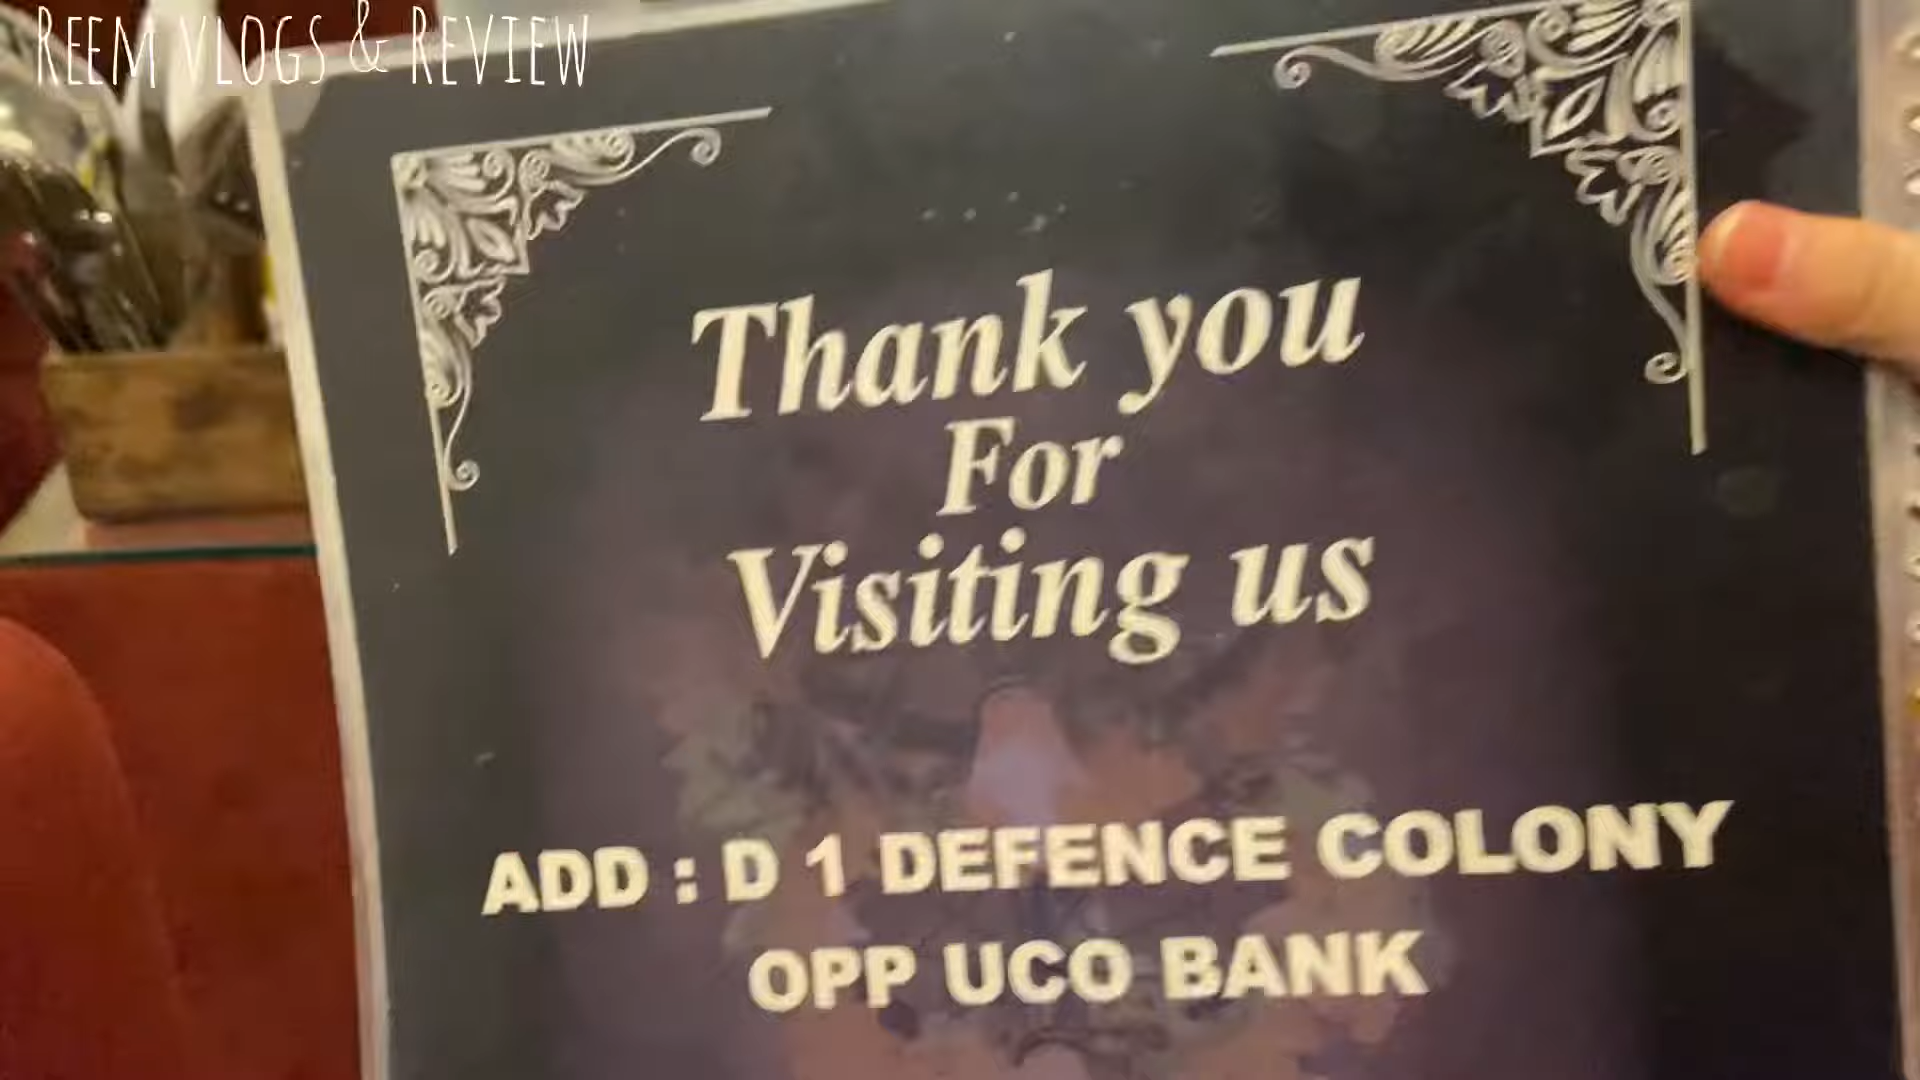 REEM VLOGS & REVIEW
Thank you
For
Visiting us
ADD : D 1 DEFENCE COLONY
OPP UCO BANK